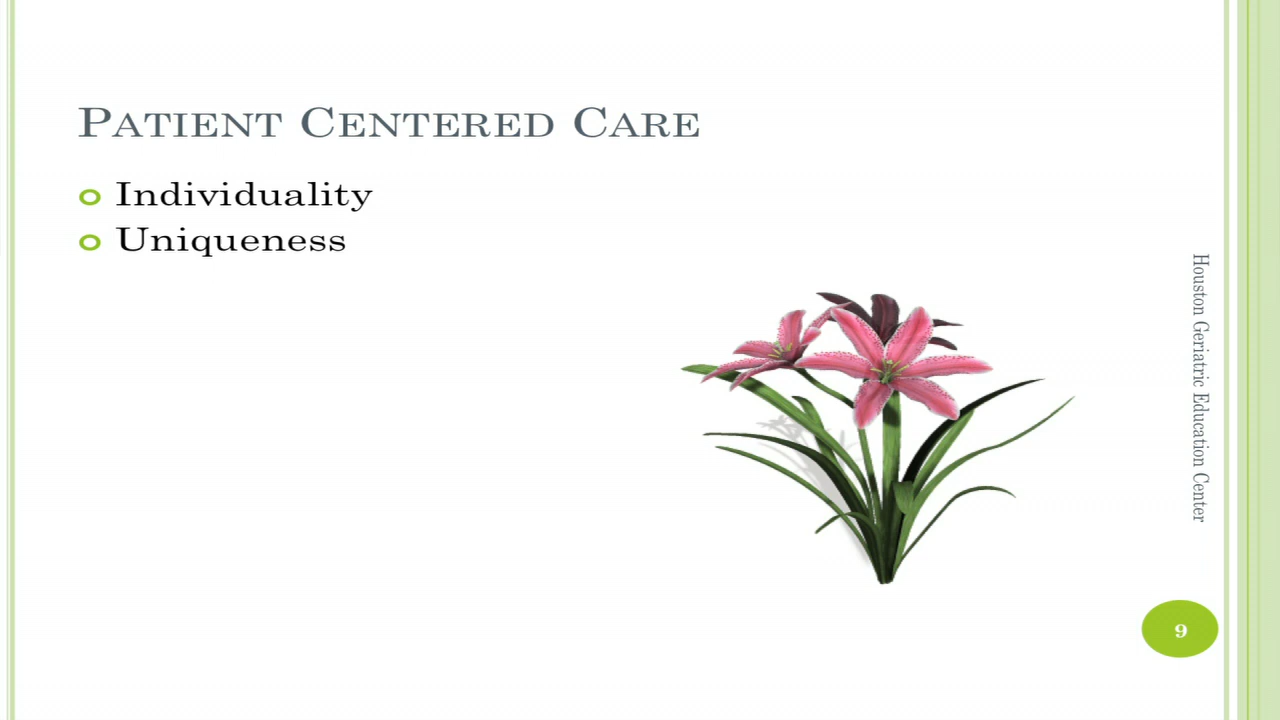 Patient Centered Care
Individuality
Uniqueness
Houston Geriatric Education Center
9